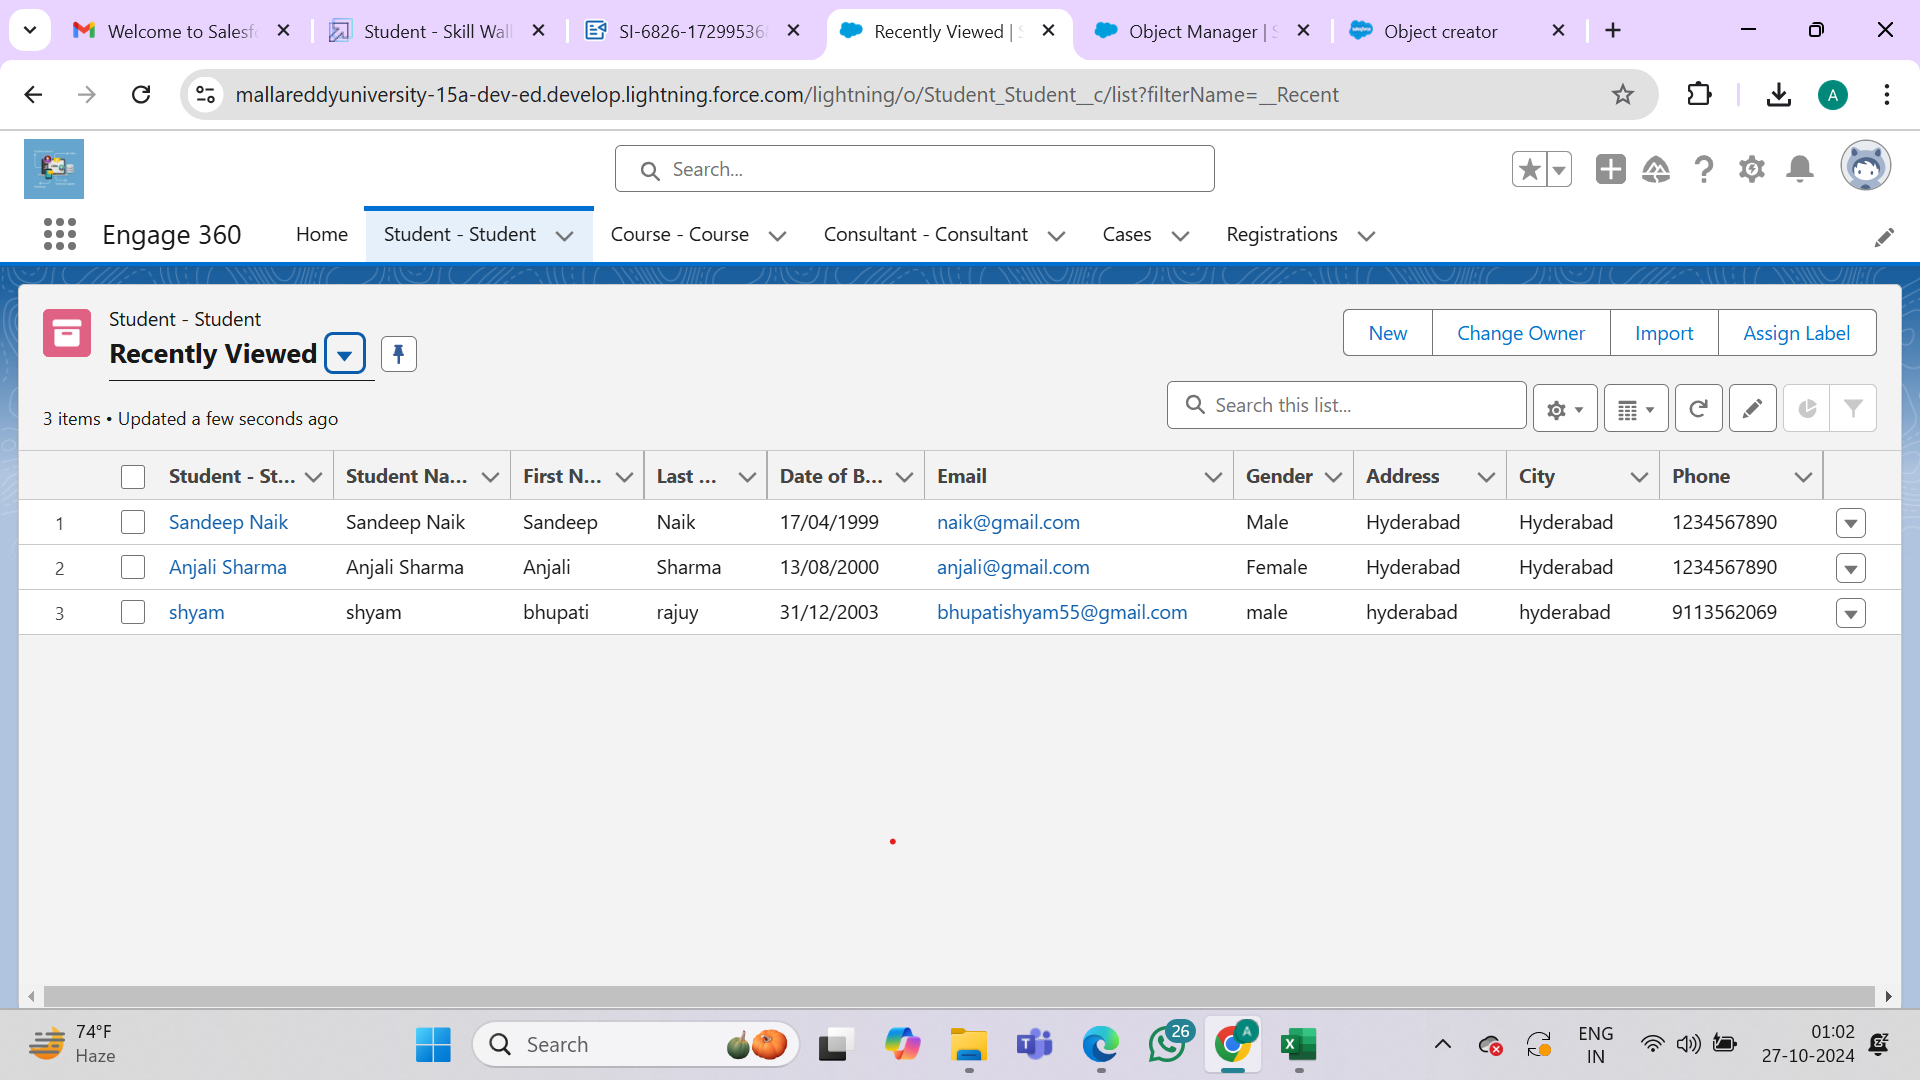 Welcome to Salesf
Student - Skill Wall
SI-6826-17299536
Recently Viewed | S
Object Manager | S
Object creator
mallareddyuniversity-15a-dev-ed.develop.lightning.force.com/lightning/o/Student_Student__c/list?filterName=__Recent
A
Search...
Engage 360
Home
Student - Student
Course - Course
Consultant - Consultant
Cases
Registrations
Student - Student
Recently Viewed
New
Change Owner
Import
Assign Label
3 items • Updated a few seconds ago
Search this list...
Student - St... Student Na... First N... Last ... Date of B... Email Gender Address City Phone
1 Sandeep Naik Sandeep Naik Sandeep Naik 17/04/1999 naik@gmail.com Male Hyderabad Hyderabad 1234567890
2 Anjali Sharma Anjali Sharma Anjali Sharma 13/08/2000 anjali@gmail.com Female Hyderabad Hyderabad 1234567890
3 shyam shyam bhupati rajuy 31/12/2003 bhupatishyam55@gmail.com male hyderabad hyderabad 9113562069
74°F
Haze
Search
26
A
ENG
IN
01:02
27-10-2024